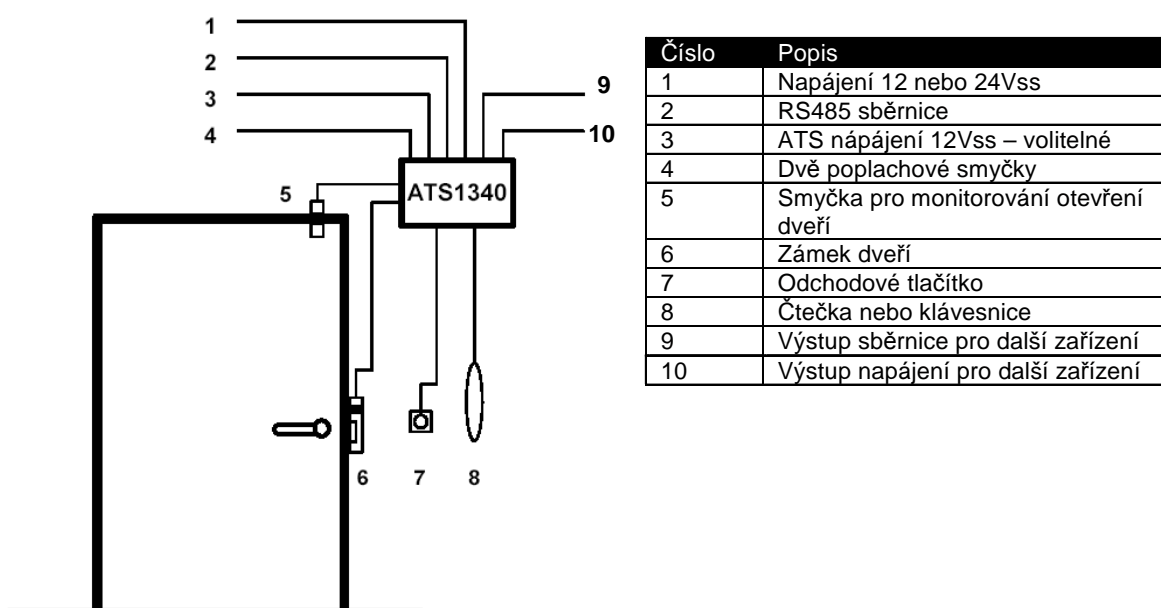 1
2
3
4
5
9
10
ATS1340
6
7
8
Číslo Popis
1 Napájení 12 nebo 24Vss
2 RS485 sběrnice
3 ATS nápájení 12Vss – volitelné
4 Dvě poplachové smyčky
5 Smyčka pro monitorování otevření
dveří
6 Zámek dveří
7 Odchodové tlačítko
8 Čtečka nebo klávesnice
9 Výstup sběrnice pro další zařízení
10 Výstup napájení pro další zařízení